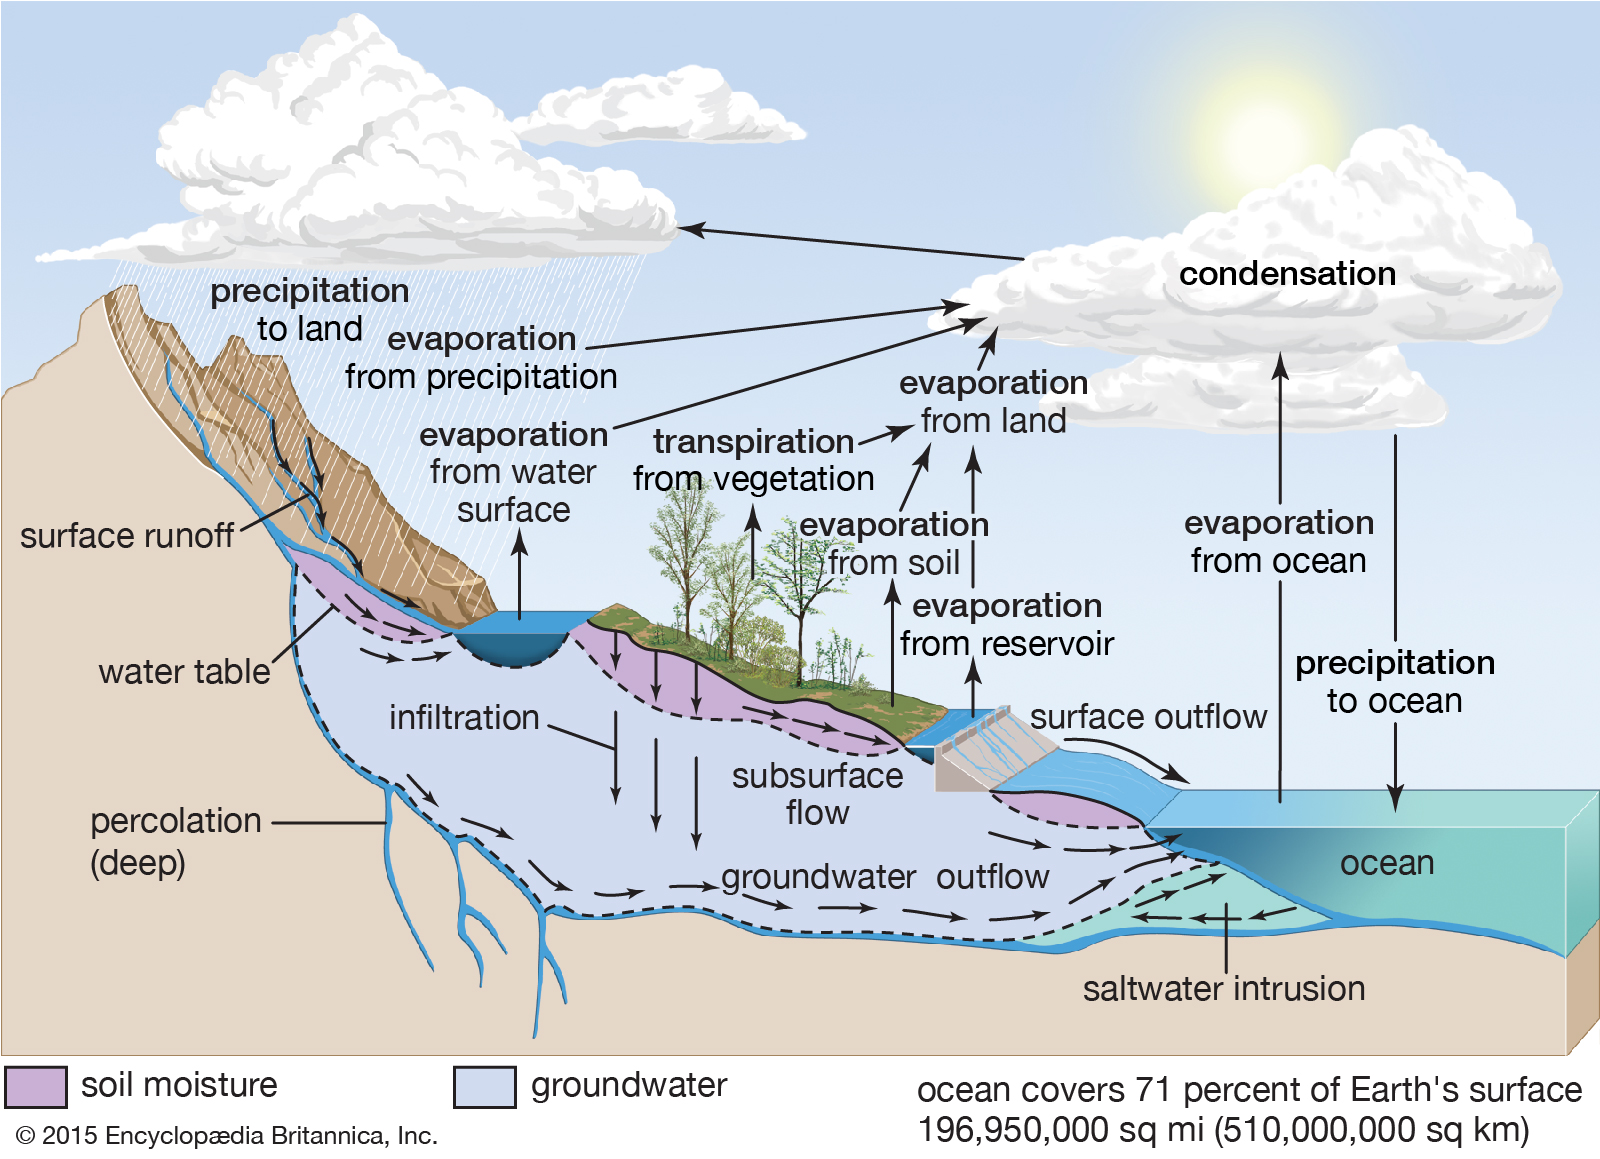 condensation
precipitation
to land
evaporation
from precipitation
evaporation
from land
evaporation
from water
surface
transpiration
from vegetation
evaporation
from soil
evaporation
from ocean
surface runoff
evaporation
from reservoir
water table
precipitation
to ocean
infiltration
surface outflow
subsurface
flow
percolation
(deep)
ocean
groundwater outflow
saltwater intrusion
soil moisture
groundwater
ocean covers 71 percent of Earth's surface
196,950,000 sq mi (510,000,000 sq km)
© 2015 Encyclopædia Britannica, Inc.